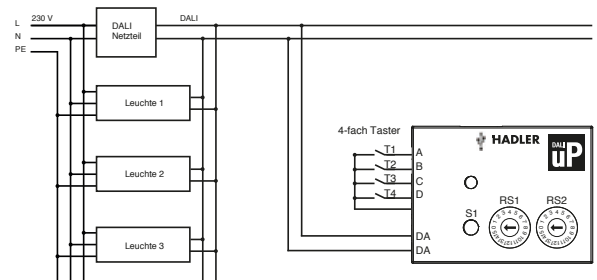 L 230 V
N
PE
DALI
Netzteil
DALI
Leuchte 1
Leuchte 2
Leuchte 3
4-fach Taster
T1 A
T2 B
T3 C
T4 D
HADLER
DALI
uP
S1
RS1
RS2
DA
DA